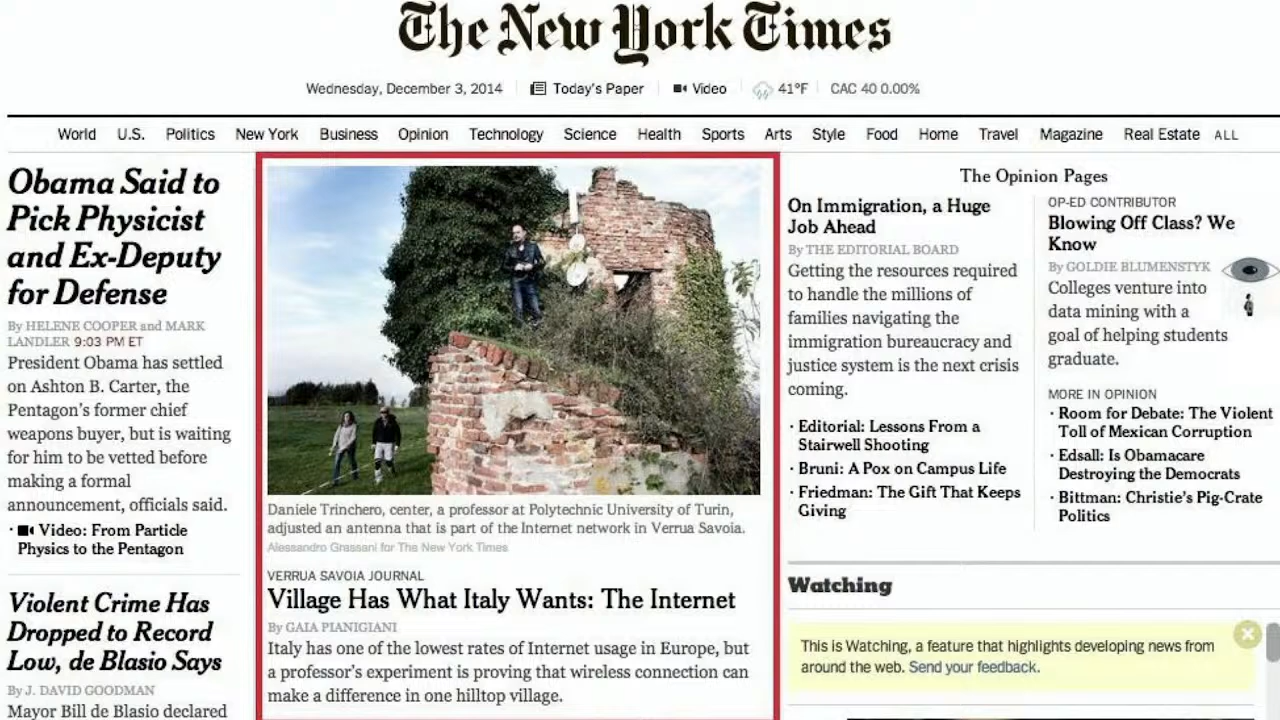 The New York Times
Wednesday, December 3, 2014
Today's Paper
Video
41°F
CAC 40 0.00%
World U.S. Politics New York Business Opinion Technology Science Health Sports Arts Style Food Home Travel Magazine Real Estate ALL
Obama Said to
Pick Physicist
and Ex-Deputy
for Defense
By HELENE COOPER and MARK
LANDLER 9:03 PM ET
President Obama has settled
on Ashton B. Carter, the
Pentagon's former chief
weapons buyer, but is waiting
for him to be vetted before
making a formal
announcement, officials said.
· Video: From Particle
Physics to the Pentagon
Violent Crime Has
Dropped to Record
Low, de Blasio Says
By J. DAVID GOODMAN
Mayor Bill de Blasio declared
Daniele Trinchero, center, a professor at Polytechnic University of Turin,
adjusted an antenna that is part of the Internet network in Verrua Savoia.
Alessandro Grassani for The New York Times
VERRUA SAVOIA JOURNAL
Village Has What Italy Wants: The Internet
By GAIA PIANIGIANI
Italy has one of the lowest rates of Internet usage in Europe, but
a professor's experiment is proving that wireless connection can
make a difference in one hilltop village.
The Opinion Pages
On Immigration, a Huge
Job Ahead
By THE EDITORIAL BOARD
Getting the resources required
to handle the millions of
families navigating the
immigration bureaucracy and
justice system is the next crisis
coming.
· Editorial: Lessons From a
Stairwell Shooting
· Bruni: A Pox on Campus Life
· Friedman: The Gift That Keeps
Giving
OP-ED CONTRIBUTOR
Blowing Off Class? We
Know
By GOLDIE BLUMENSTYK
Colleges venture into
data mining with a
goal of helping students
graduate.
MORE IN OPINION
· Room for Debate: The Violent
Toll of Mexican Corruption
· Edsall: Is Obamacare
Destroying the Democrats
· Bittman: Christie's Pig-Crate
Politics
Watching
This is Watching, a feature that highlights developing news from
around the web. Send your feedback.